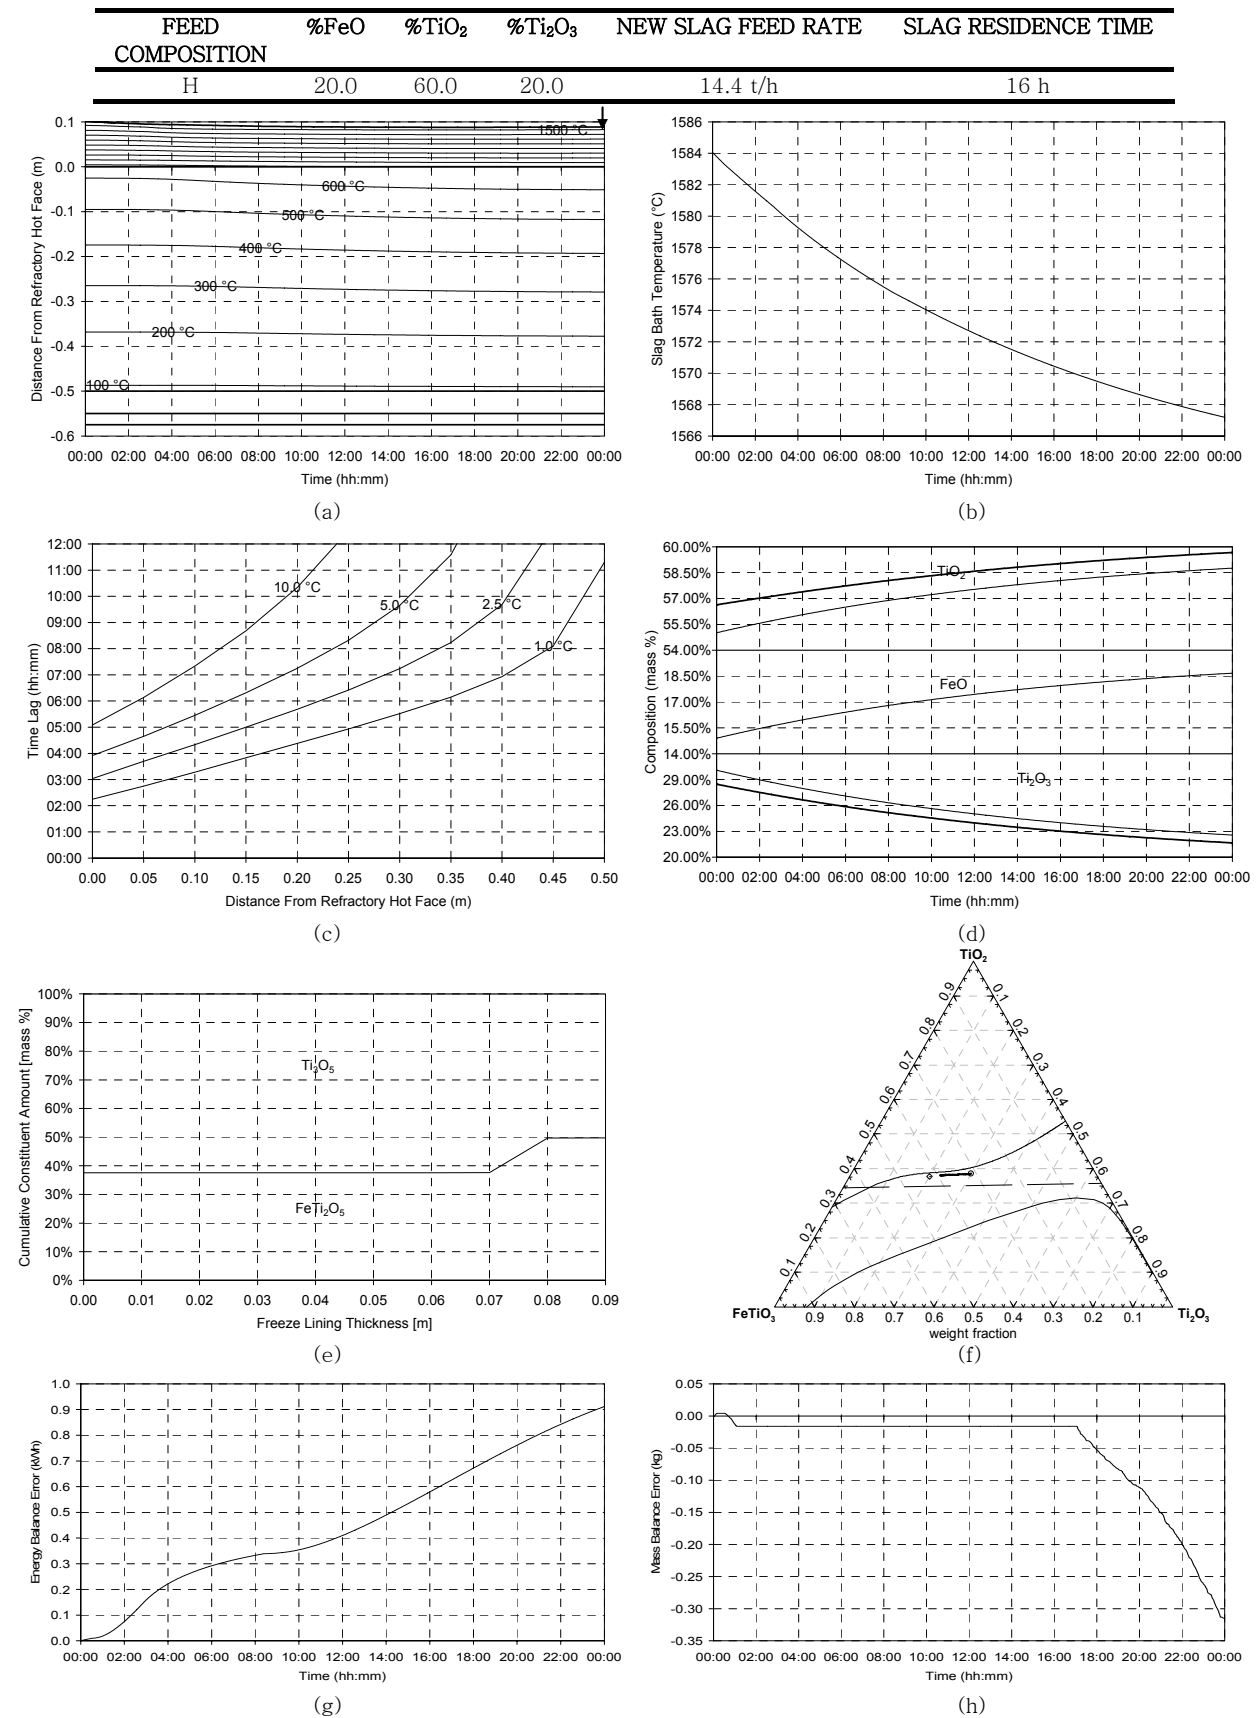 FEED COMPOSITION %FeO %TiO₂ %Ti₂O₃ NEW SLAG FEED RATE SLAG RESIDENCE TIME
H 20.0 60.0 20.0 14.4 t/h 16 h
Distance From Refractory Hot Face (m)
0.1
0.0
-0.1
-0.2
-0.3
-0.4
-0.5
-0.6
1500 °C
600 °C
500 °C
400 °C
300 °C
200 °C
100 °C
00:00 02:00 04:00 06:00 08:00 10:00 12:00 14:00 16:00 18:00 20:00 22:00 00:00
Time (hh:mm)
(a)
Slag Bath Temperature (°C)
1586
1584
1582
1580
1578
1576
1574
1572
1570
1568
1566
00:00 02:00 04:00 06:00 08:00 10:00 12:00 14:00 16:00 18:00 20:00 22:00 00:00
Time (hh:mm)
(b)
Time Lag (hh:mm)
12:00
11:00
10:00
09:00
08:00
07:00
06:00
05:00
04:00
03:00
02:00
01:00
00:00
10.0 °C
5.0 °C
2.5 °C
1.0 °C
0.00 0.05 0.10 0.15 0.20 0.25 0.30 0.35 0.40 0.45 0.50
Distance From Refractory Hot Face (m)
(c)
Composition (mass %)
60.00%
58.50%
57.00%
55.50%
54.00%
18.50%
17.00%
15.50%
14.00%
29.00%
26.00%
23.00%
20.00%
TiO₂
FeO
Ti₂O₃
00:00 02:00 04:00 06:00 08:00 10:00 12:00 14:00 16:00 18:00 20:00 22:00 00:00
Time (hh:mm)
(d)
Cumulative Constituent Amount [mass %]
100%
90%
80%
70%
60%
50%
40%
30%
20%
10%
0%
Ti₃O₅
FeTi₂O₅
0.00 0.01 0.02 0.03 0.04 0.05 0.06 0.07 0.08 0.09
Freeze Lining Thickness [m]
(e)
TiO₂
0.9 0.1
0.8 0.2
0.7 0.3
0.6 0.4
0.5 0.5
0.4 0.6
0.3 0.7
0.2 0.8
0.1 0.9
FeTiO₃ Ti₂O₃
0.9 0.8 0.7 0.6 0.5 0.4 0.3 0.2 0.1
weight fraction
(f)
Energy Balance Error (kWh)
1.0
0.9
0.8
0.7
0.6
0.5
0.4
0.3
0.2
0.1
0.0
00:00 02:00 04:00 06:00 08:00 10:00 12:00 14:00 16:00 18:00 20:00 22:00 00:00
Time (hh:mm)
(g)
Mass Balance Error (kg)
0.05
0.00
-0.05
-0.10
-0.15
-0.20
-0.25
-0.30
-0.35
00:00 02:00 04:00 06:00 08:00 10:00 12:00 14:00 16:00 18:00 20:00 22:00 00:00
Time (hh:mm)
(h)